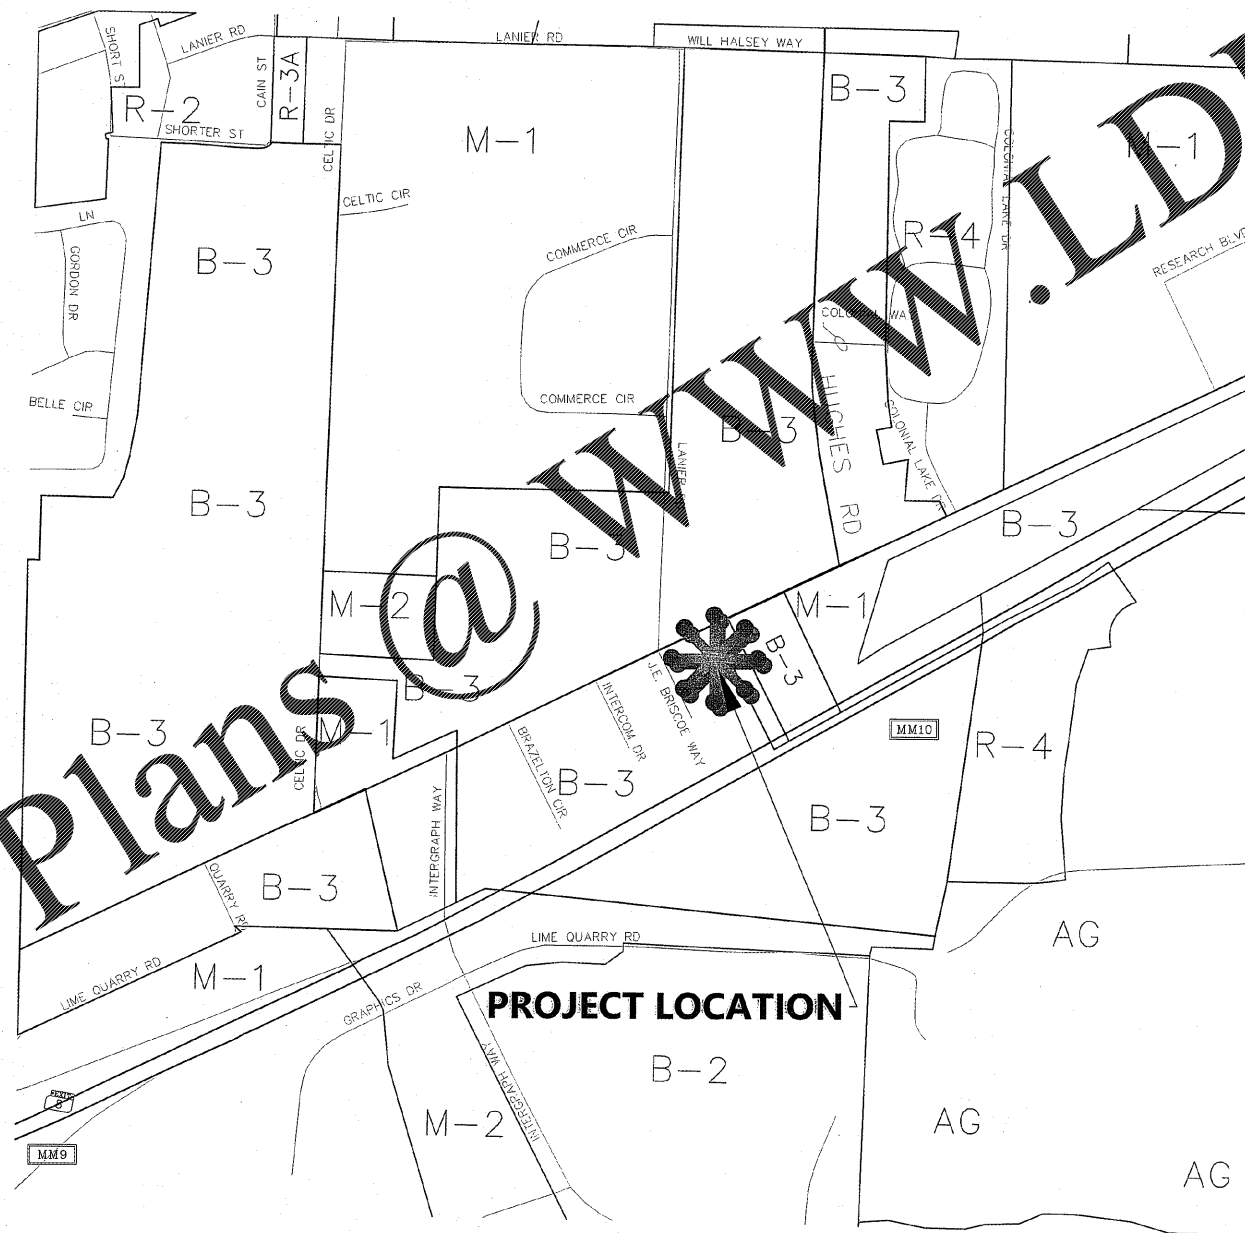 LANIER RD
LANIER RD
WILL HALSEY WAY
SHORT ST
CAIN ST
R-3A
B-3
R-2
SHORTER ST
CELTIC DR
M-1
M-1
COLONIAL LAKE DR
CELTIC CIR
LN
COMMERCE CIR
R-4
B-3
GORDON DR
RESEARCH BLVD
COLONIAL WAY
BELLE CIR
COMMERCE CIR
B-3
HUGHES RD
COLONIAL LAKE DR
LANIER
B-3
B-3
B-3
M-2
M-1
B-3
B-3
J.E. BRISCOE WAY
INTERCOM DR
B-3
M-1
CELTIC DR
BRAZELTON CIR
B-3
MM10
R-4
B-3
INTERGRAPH WAY
QUARRY RD
B-3
LIME QUARRY RD
AG
LIME QUARRY RD
M-1
GRAPHICS DR
PROJECT LOCATION
INTERGRAPH WAY
B-2
EXIT
8
M-2
AG
MM9
AG
Plans @ www.LD